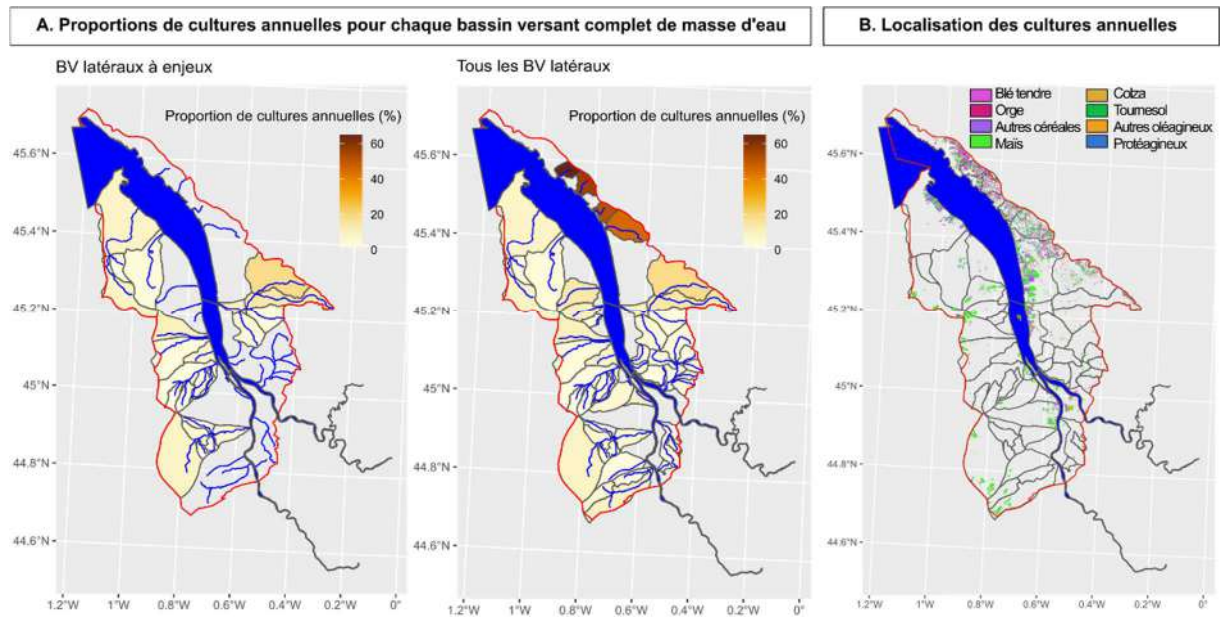 A. Proportions de cultures annuelles pour chaque bassin versant complet de masse d'eau
B. Localisation des cultures annuelles
BV latéraux à enjeux
Proportion de cultures annuelles (%)
60
40
20
0
45.6°N
45.4°N
45.2°N
45°N
44.8°N
44.6°N
1.2°W
1°W
0.8°W
0.6°W
0.4°W
0.2°W
0°
Tous les BV latéraux
Proportion de cultures annuelles (%)
60
40
20
0
45.6°N
45.4°N
45.2°N
45°N
44.8°N
44.6°N
1.2°W
1°W
0.8°W
0.6°W
0.4°W
0.2°W
0°
Blé tendre
Orge
Autres céréales
Maïs
Colza
Tournesol
Autres oléagineux
Protéagineux
45.6°N
45.4°N
45.2°N
45°N
44.8°N
44.6°N
1.2°W
1°W
0.8°W
0.6°W
0.4°W
0.2°W
0°